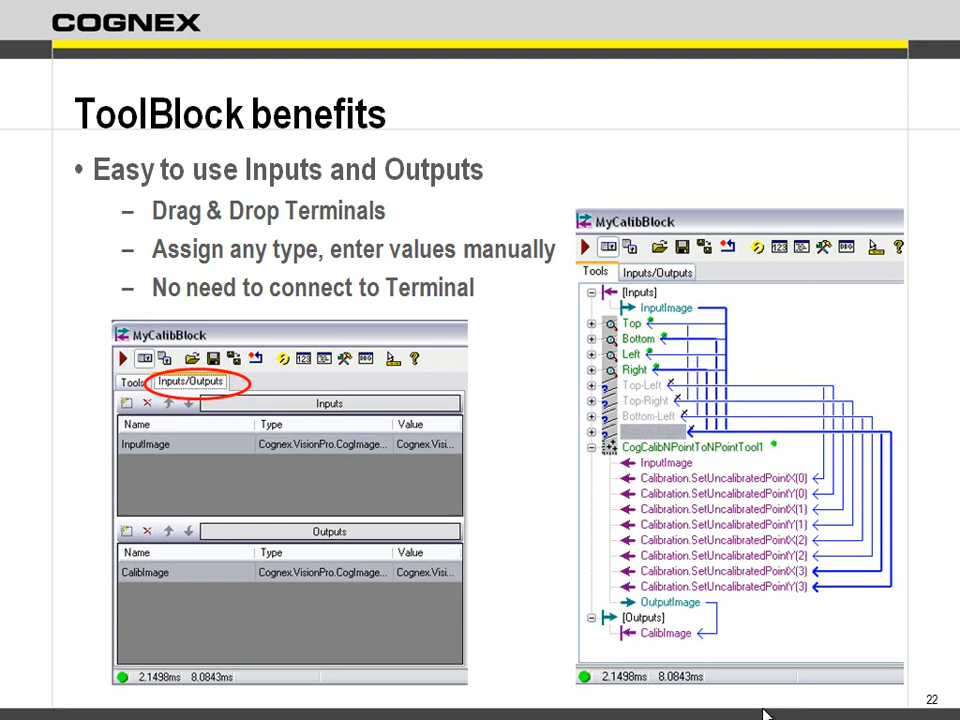 COGNEX
ToolBlock benefits
• Easy to use Inputs and Outputs
– Drag & Drop Terminals
– Assign any type, enter values manually
– No need to connect to Terminal
MyCalibBlock
Tools Inputs/Outputs
Inputs
Name Type Value
InputImage Cognex.VisionPro.CogImage... Cognex.Visi...
Outputs
Name Type Value
CalibImage Cognex.VisionPro.CogImage... Cognex.Visi...
2.1498ms 8.0843ms
MyCalibBlock
Tools Inputs/Outputs
[Inputs]
InputImage
Top
Bottom
Left
Right
Top-Left
Top-Right
Bottom-Left
CogCalibNPointToNPointTool1
InputImage
Calibration.SetUncalibratedPointX(0)
Calibration.SetUncalibratedPointY(0)
Calibration.SetUncalibratedPointX(1)
Calibration.SetUncalibratedPointY(1)
Calibration.SetUncalibratedPointX(2)
Calibration.SetUncalibratedPointY(2)
Calibration.SetUncalibratedPointX(3)
Calibration.SetUncalibratedPointY(3)
OutputImage
[Outputs]
CalibImage
2.1498ms 8.0843ms
22